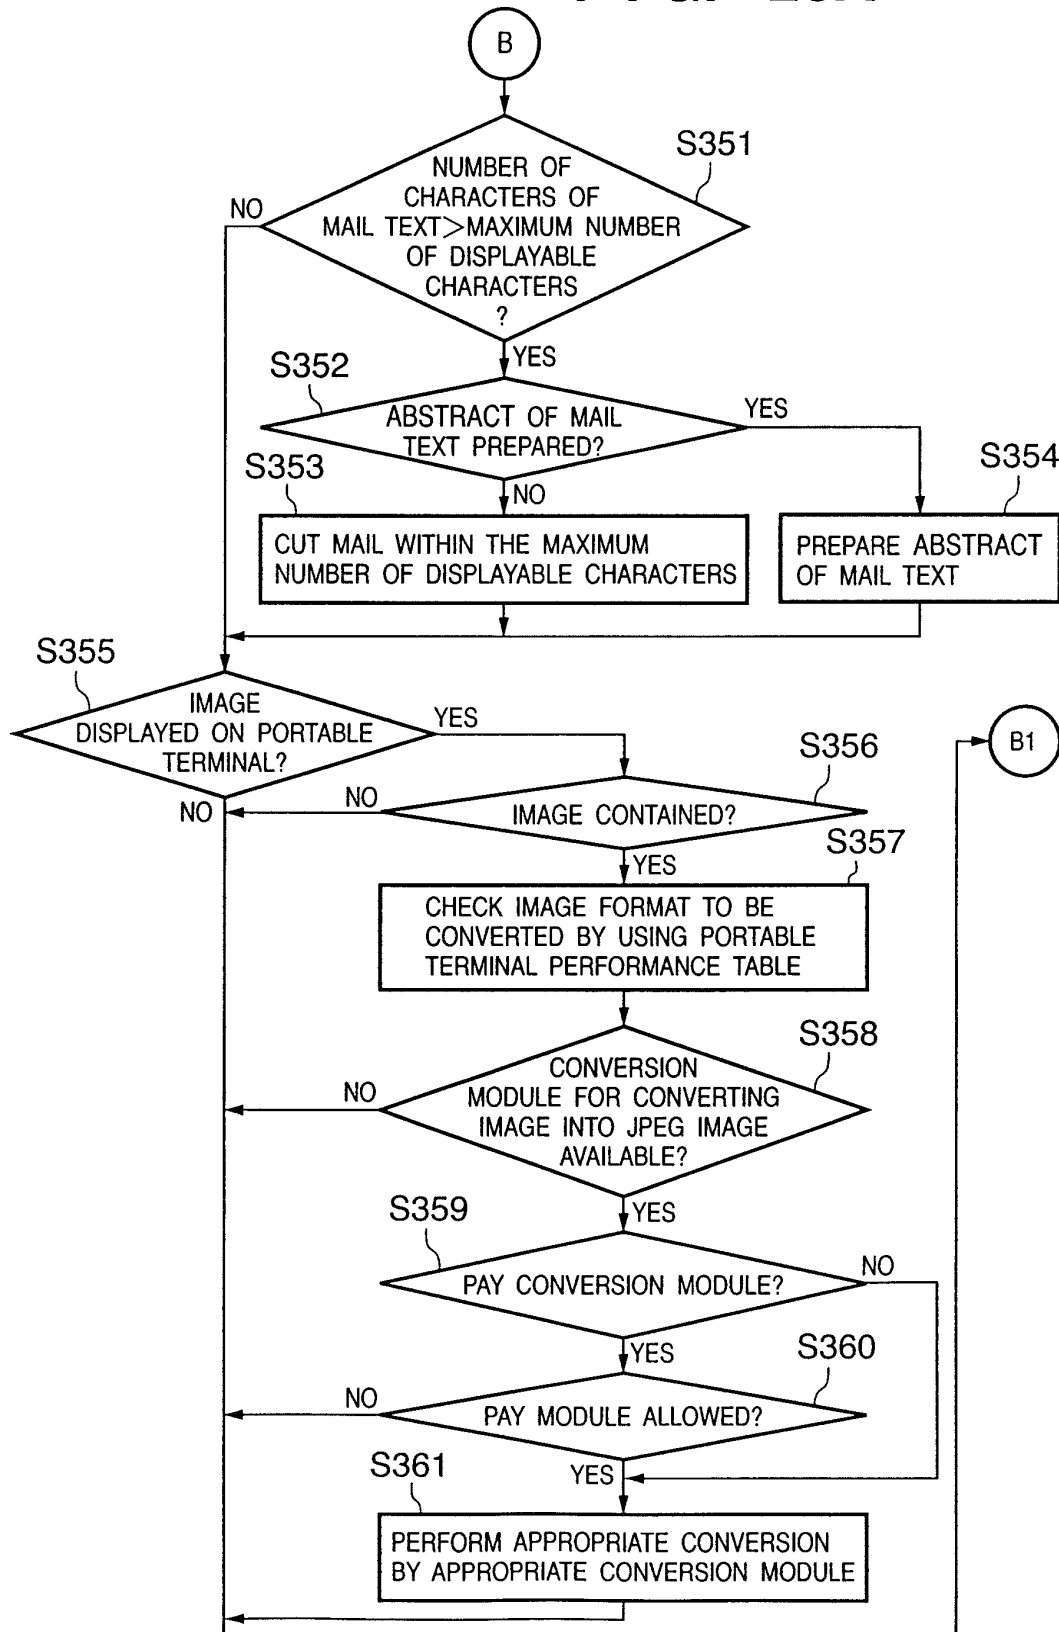 B
S351
NUMBER OF
CHARACTERS OF
MAIL TEXT>MAXIMUM NUMBER
OF DISPLAYABLE
CHARACTERS
?
NO
YES
S352
ABSTRACT OF MAIL
TEXT PREPARED?
YES
NO
S353
CUT MAIL WITHIN THE MAXIMUM
NUMBER OF DISPLAYABLE CHARACTERS
S354
PREPARE ABSTRACT
OF MAIL TEXT
S355
IMAGE
DISPLAYED ON PORTABLE
TERMINAL?
YES
NO
B1
S356
IMAGE CONTAINED?
NO
YES
S357
CHECK IMAGE FORMAT TO BE
CONVERTED BY USING PORTABLE
TERMINAL PERFORMANCE TABLE
S358
CONVERSION
MODULE FOR CONVERTING
IMAGE INTO JPEG IMAGE
AVAILABLE?
NO
YES
S359
PAY CONVERSION MODULE?
NO
YES
S360
PAY MODULE ALLOWED?
NO
YES
S361
PERFORM APPROPRIATE CONVERSION
BY APPROPRIATE CONVERSION MODULE